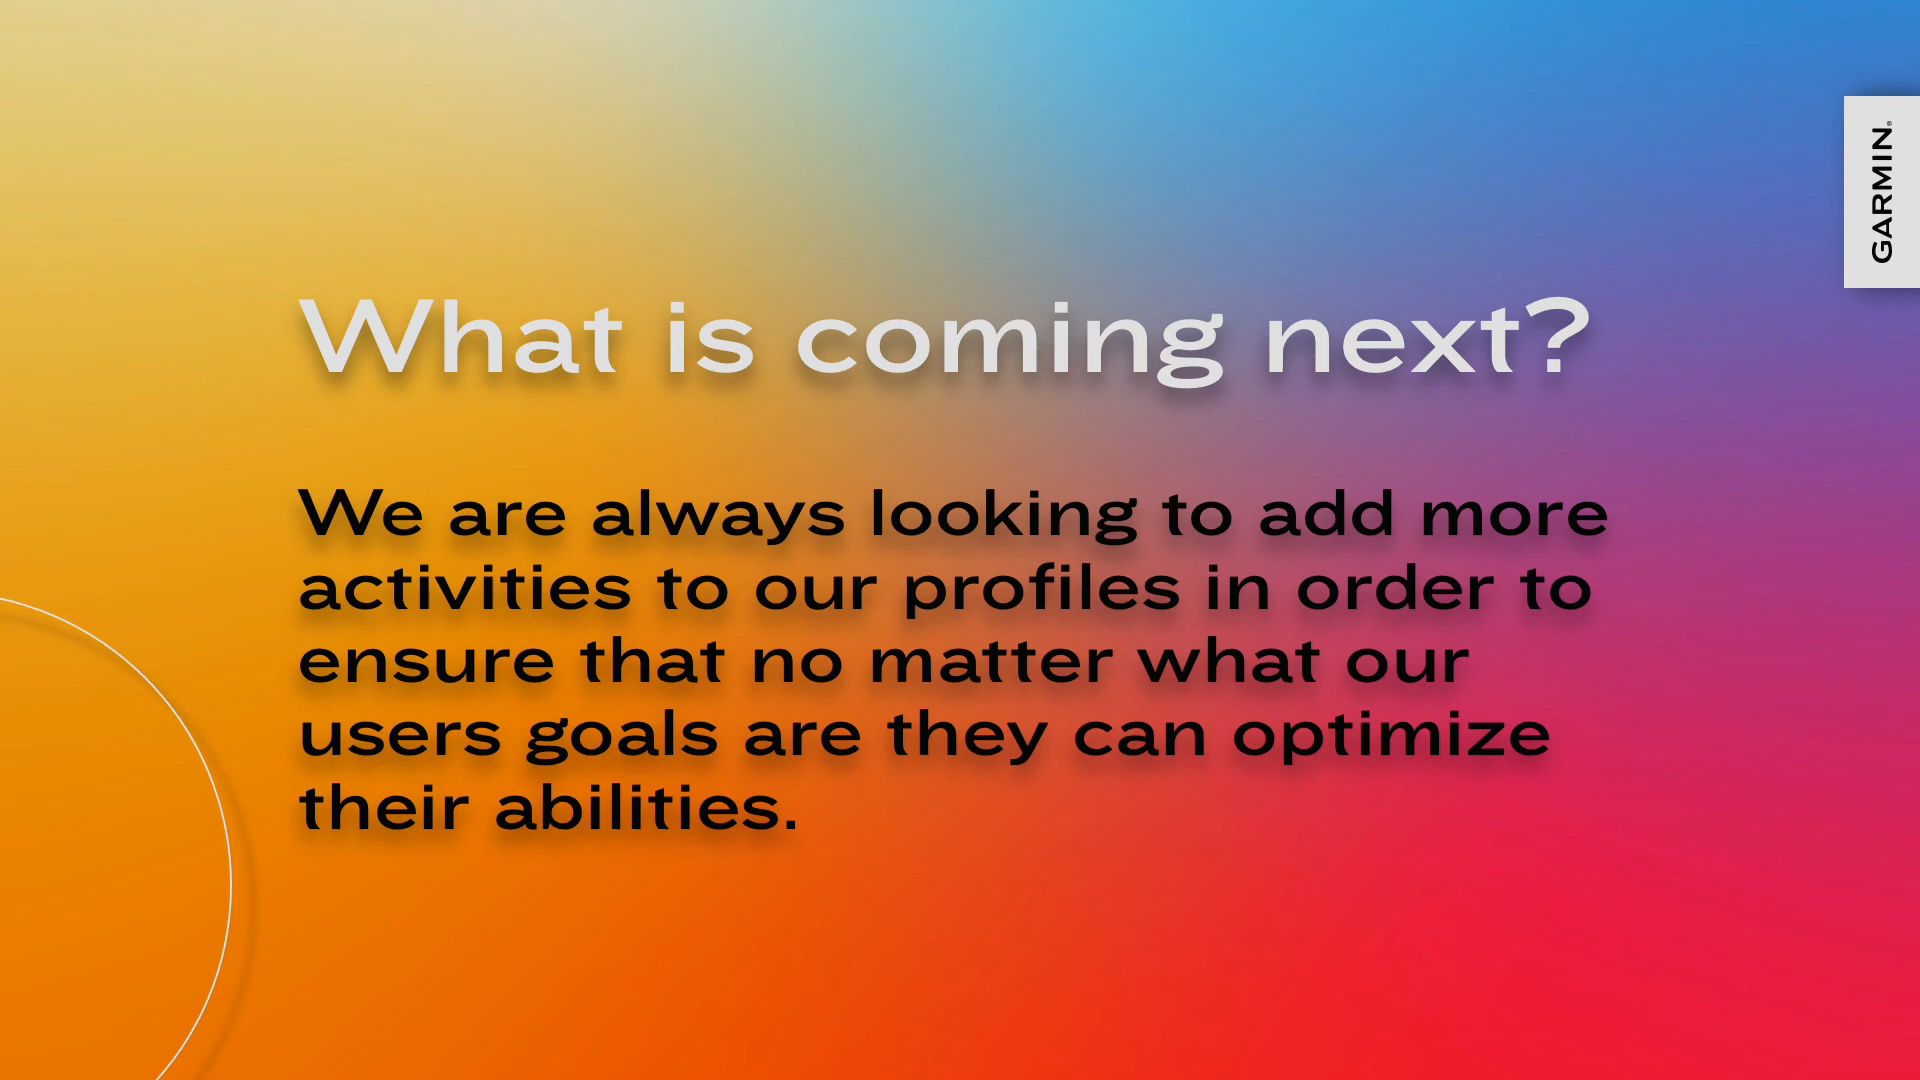 GARMIN®
What is coming next?
We are always looking to add more
activities to our profiles in order to
ensure that no matter what our
users goals are they can optimize
their abilities.